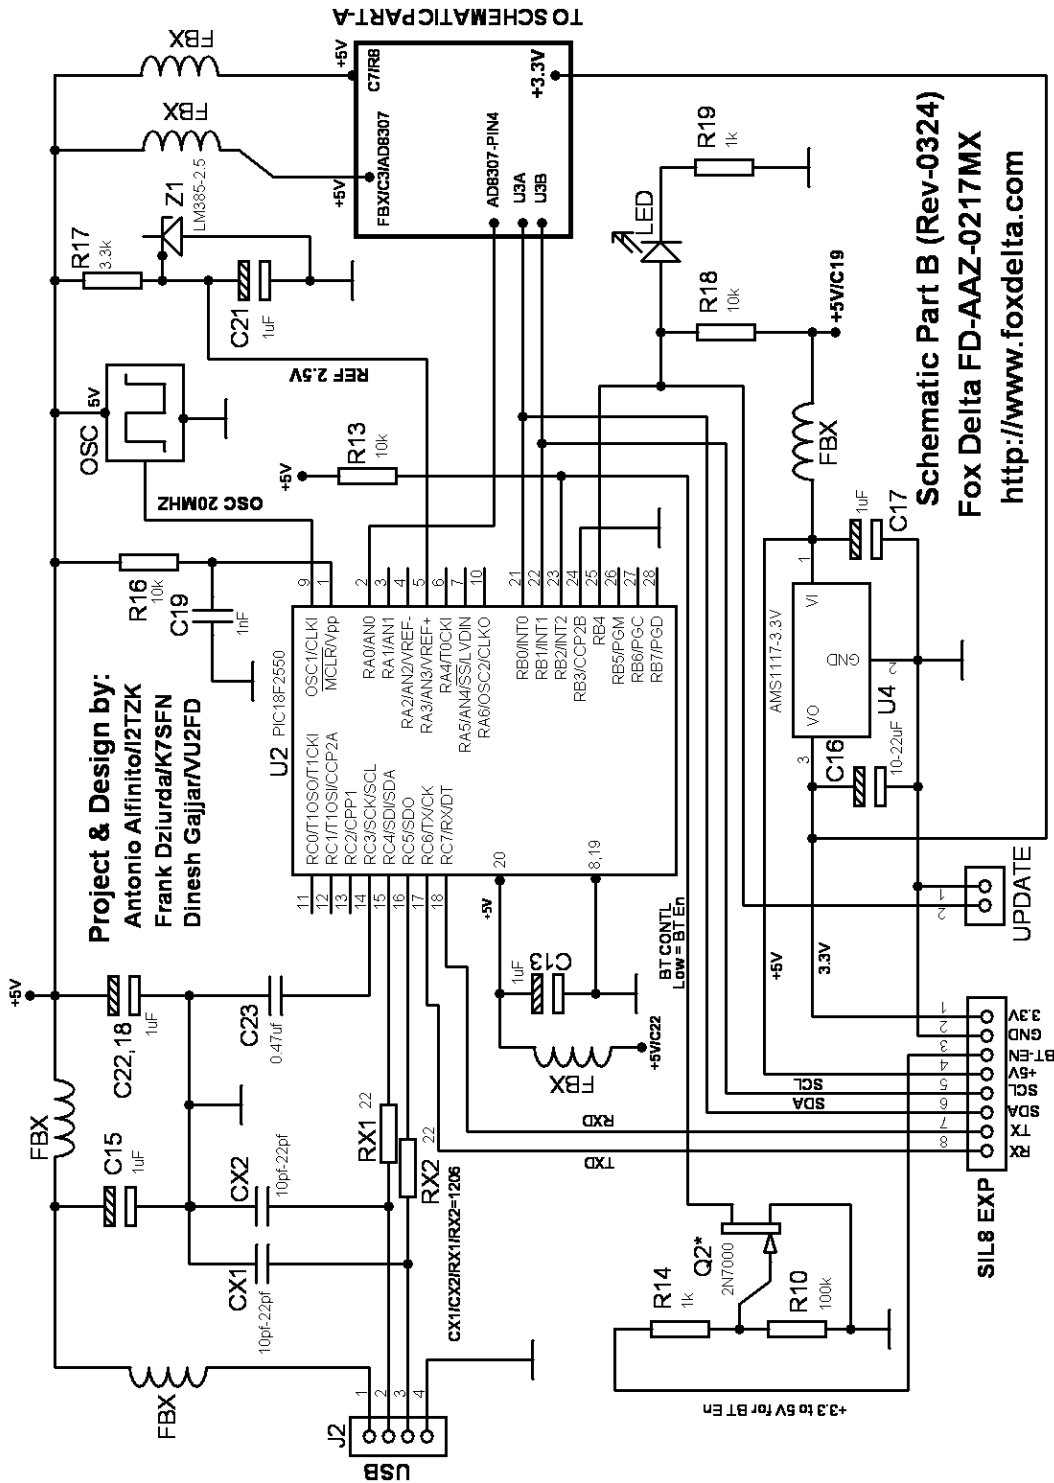 Project & Design by:
Antonio Alfinito/I2TZK
Frank Dziurda/K7SFN
Dinesh Gajjar/VU2FD
+5V
FBX
C15
1uF
C22,18
1uF
CX2
10pf-22pf
CX1
10pf-22pf
C23
0.47uf
FBX
J2
USB
1
2
3
4
RX1
22
RX2
22
CX1/CX2/RX1/RX2=1206
R16
10k
C19
1nF
OSC
5V
OSC 20MHZ
R17
3.3k
Z1
LM385-2.5
C21
1uF
REF 2.5V
FBX
FBX
+5V
+5V
FBX/C3/AD8307
C7/R8
AD8307-PIN4
U3A
U3B
+3.3V
TO SCHEMATIC PART-A
U2
PIC18F2550
11
12
13
14
15
16
17
18
RC0/T1OSO/T1CKI
RC1/T1OSI/CCP2A
RC2/CPP1
RC3/SCK/SCL
RC4/SDI/SDA
RC5/SDO
RC6/TX/CK
RC7/RX/DT
20
8,19
OSC1/CLKI
MCLR/Vpp
RA0/AN0
RA1/AN1
RA2/AN2/VREF-
RA3/AN3/VREF+
RA4/T0CKI
RA5/AN4/SS/LVDIN
RA6/OSC2/CLKO
RB0/INT0
RB1/INT1
RB2/INT2
RB3/CCP2B
RB4
RB5/PGM
RB6/PGC
RB7/PGD
9
1
2
3
4
5
6
7
10
21
22
23
24
25
26
27
28
+5V
R13
10k
+5V
C13
1uF
FBX
+5V/C22
BT CONTL
Low = BT En
RXD
TXD
SCL
SDA
LED
R19
1k
R18
10k
+5V/C19
FBX
C17
1uF
AMS1117-3.3V
VI
VO
GND
1
2
3
U4
C16
10-22uF
+5V
3.3V
UPDATE
1
2
SIL8 EXP
1
2
3
4
5
6
7
8
3.3V
GND
BT-EN
+5V
SCL
SDA
TX
RX
Q2*
2N7000
R14
1k
R10
100k
+3.3 to 5V for BT En
Schematic Part B (Rev-0324)
Fox Delta FD-AAZ-0217MX
http://www.foxdelta.com